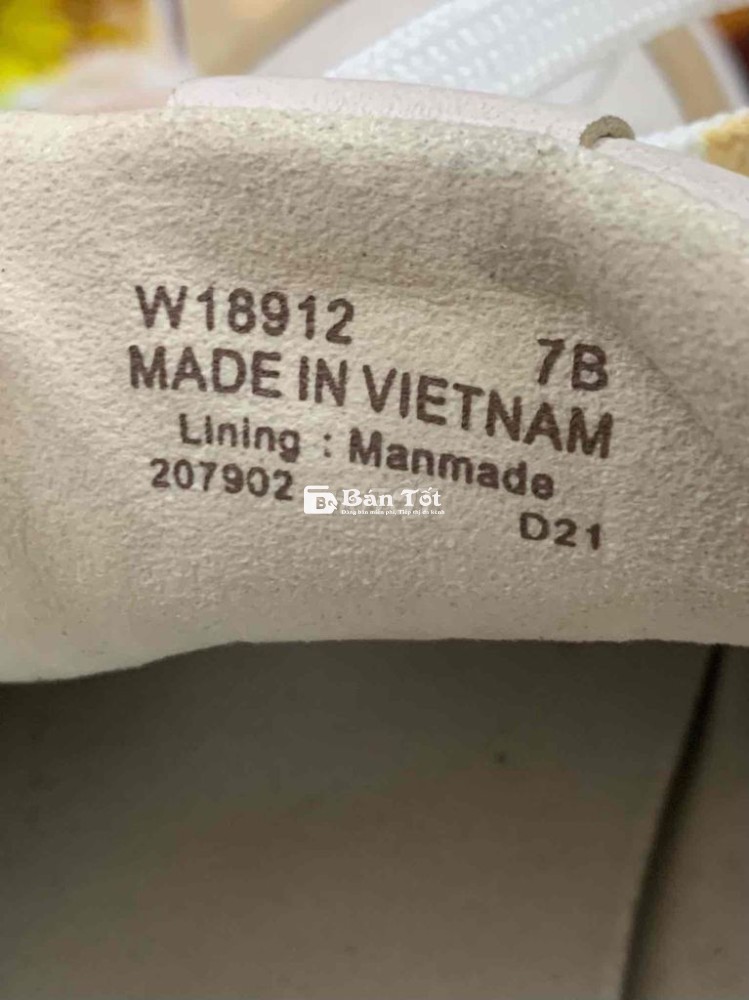 W18912
7B
MADE IN VIETNAM
Lining : Manmade
207902
Bán Tốt
D21